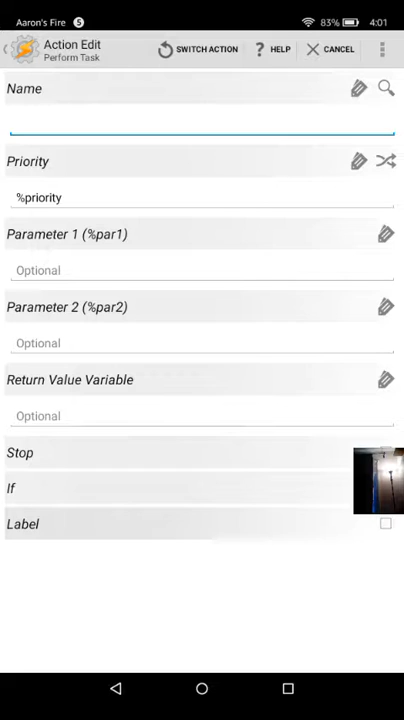 Aaron's Fire 5 83% 4:01
Action Edit
Perform Task
SWITCH ACTION ? HELP CANCEL
Name
Priority
%priority
Parameter 1 (%par1)
Optional
Parameter 2 (%par2)
Optional
Return Value Variable
Optional
Stop
If
Label